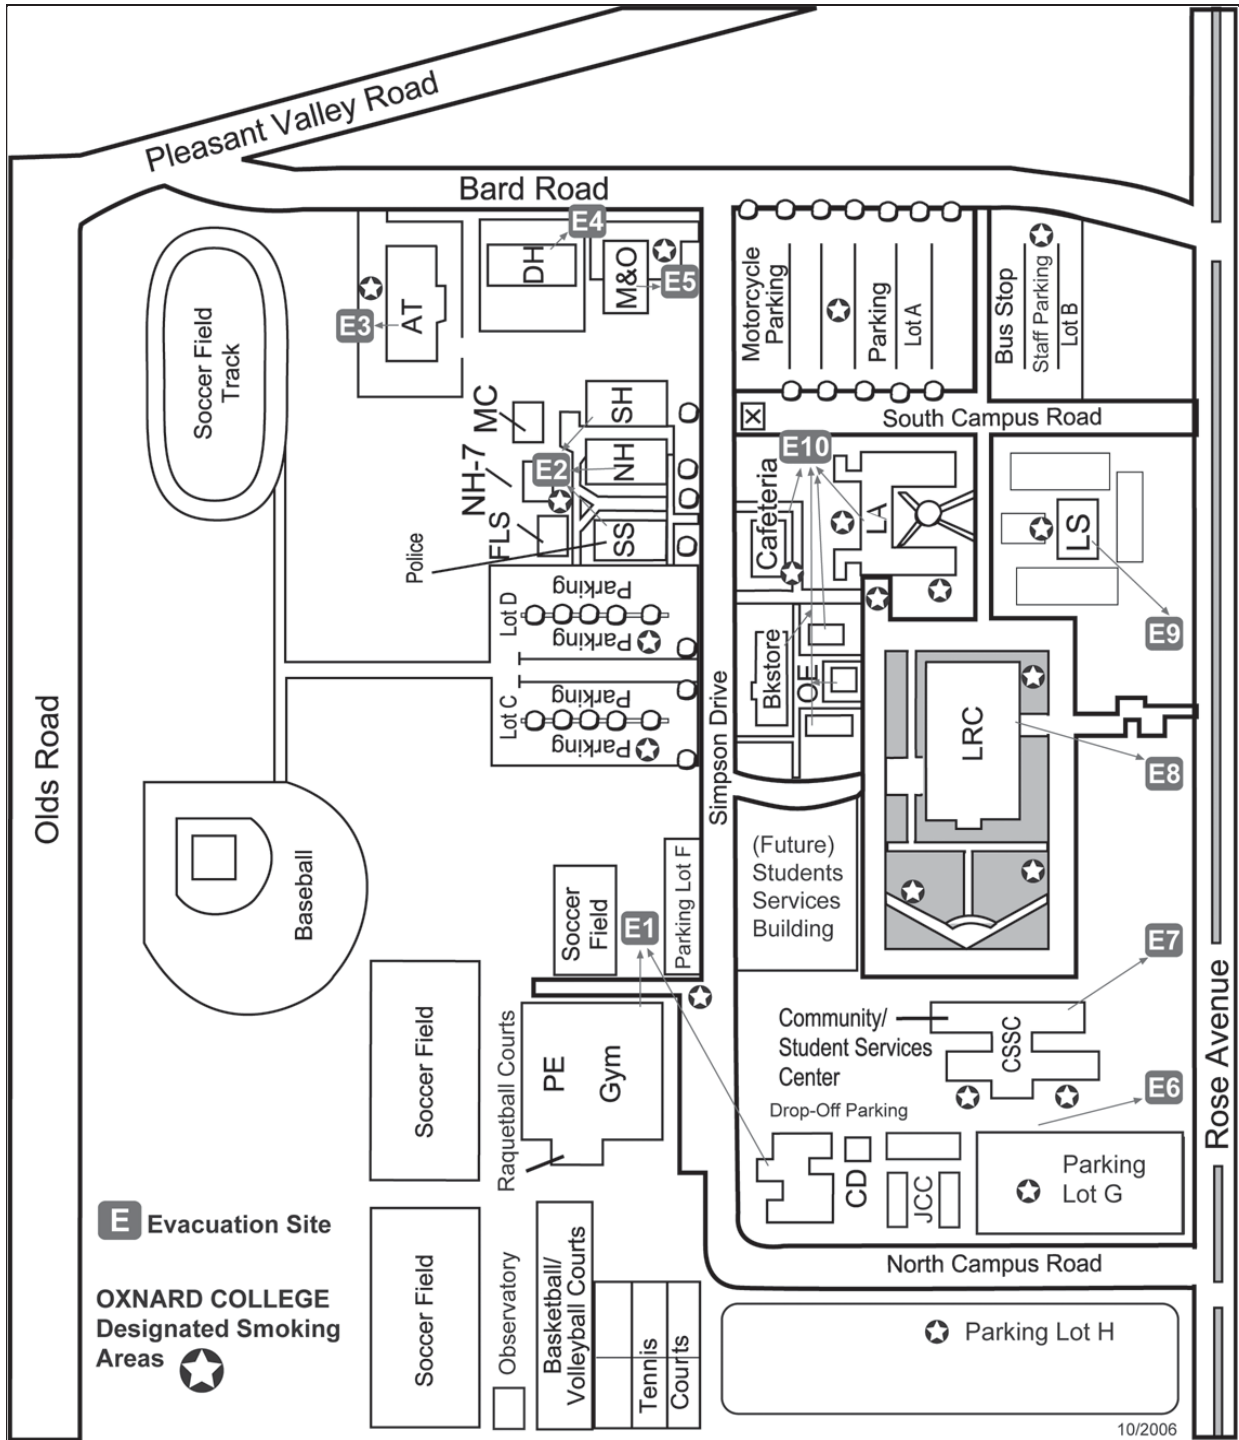 Pleasant Valley Road
Bard Road
E4
DH
M&O
E5
E3
AT
Soccer Field
Track
Motorcycle
Parking
Parking
Lot A
Bus Stop
Staff Parking
Lot B
South Campus Road
MC
SH
NH-7
E2
NH
FLS
SS
Police
E10
Cafeteria
LA
LS
E9
Lot D
Parking
Parking
Lot C
Parking
Parking
Bkstore
OE
LRC
E8
Simpson Drive
Olds Road
Baseball
Soccer
Field
E1
Parking Lot F
(Future)
Students
Services
Building
E7
Rose Avenue
Community/
Student Services
Center
CSSC
E6
Drop-Off Parking
Soccer Field
Raquetball Courts
PE
Gym
CD
JCC
Parking
Lot G
E Evacuation Site
North Campus Road
OXNARD COLLEGE
Designated Smoking
Areas
Soccer Field
Observatory
Basketball/
Volleyball Courts
Tennis
Courts
Parking Lot H
10/2006